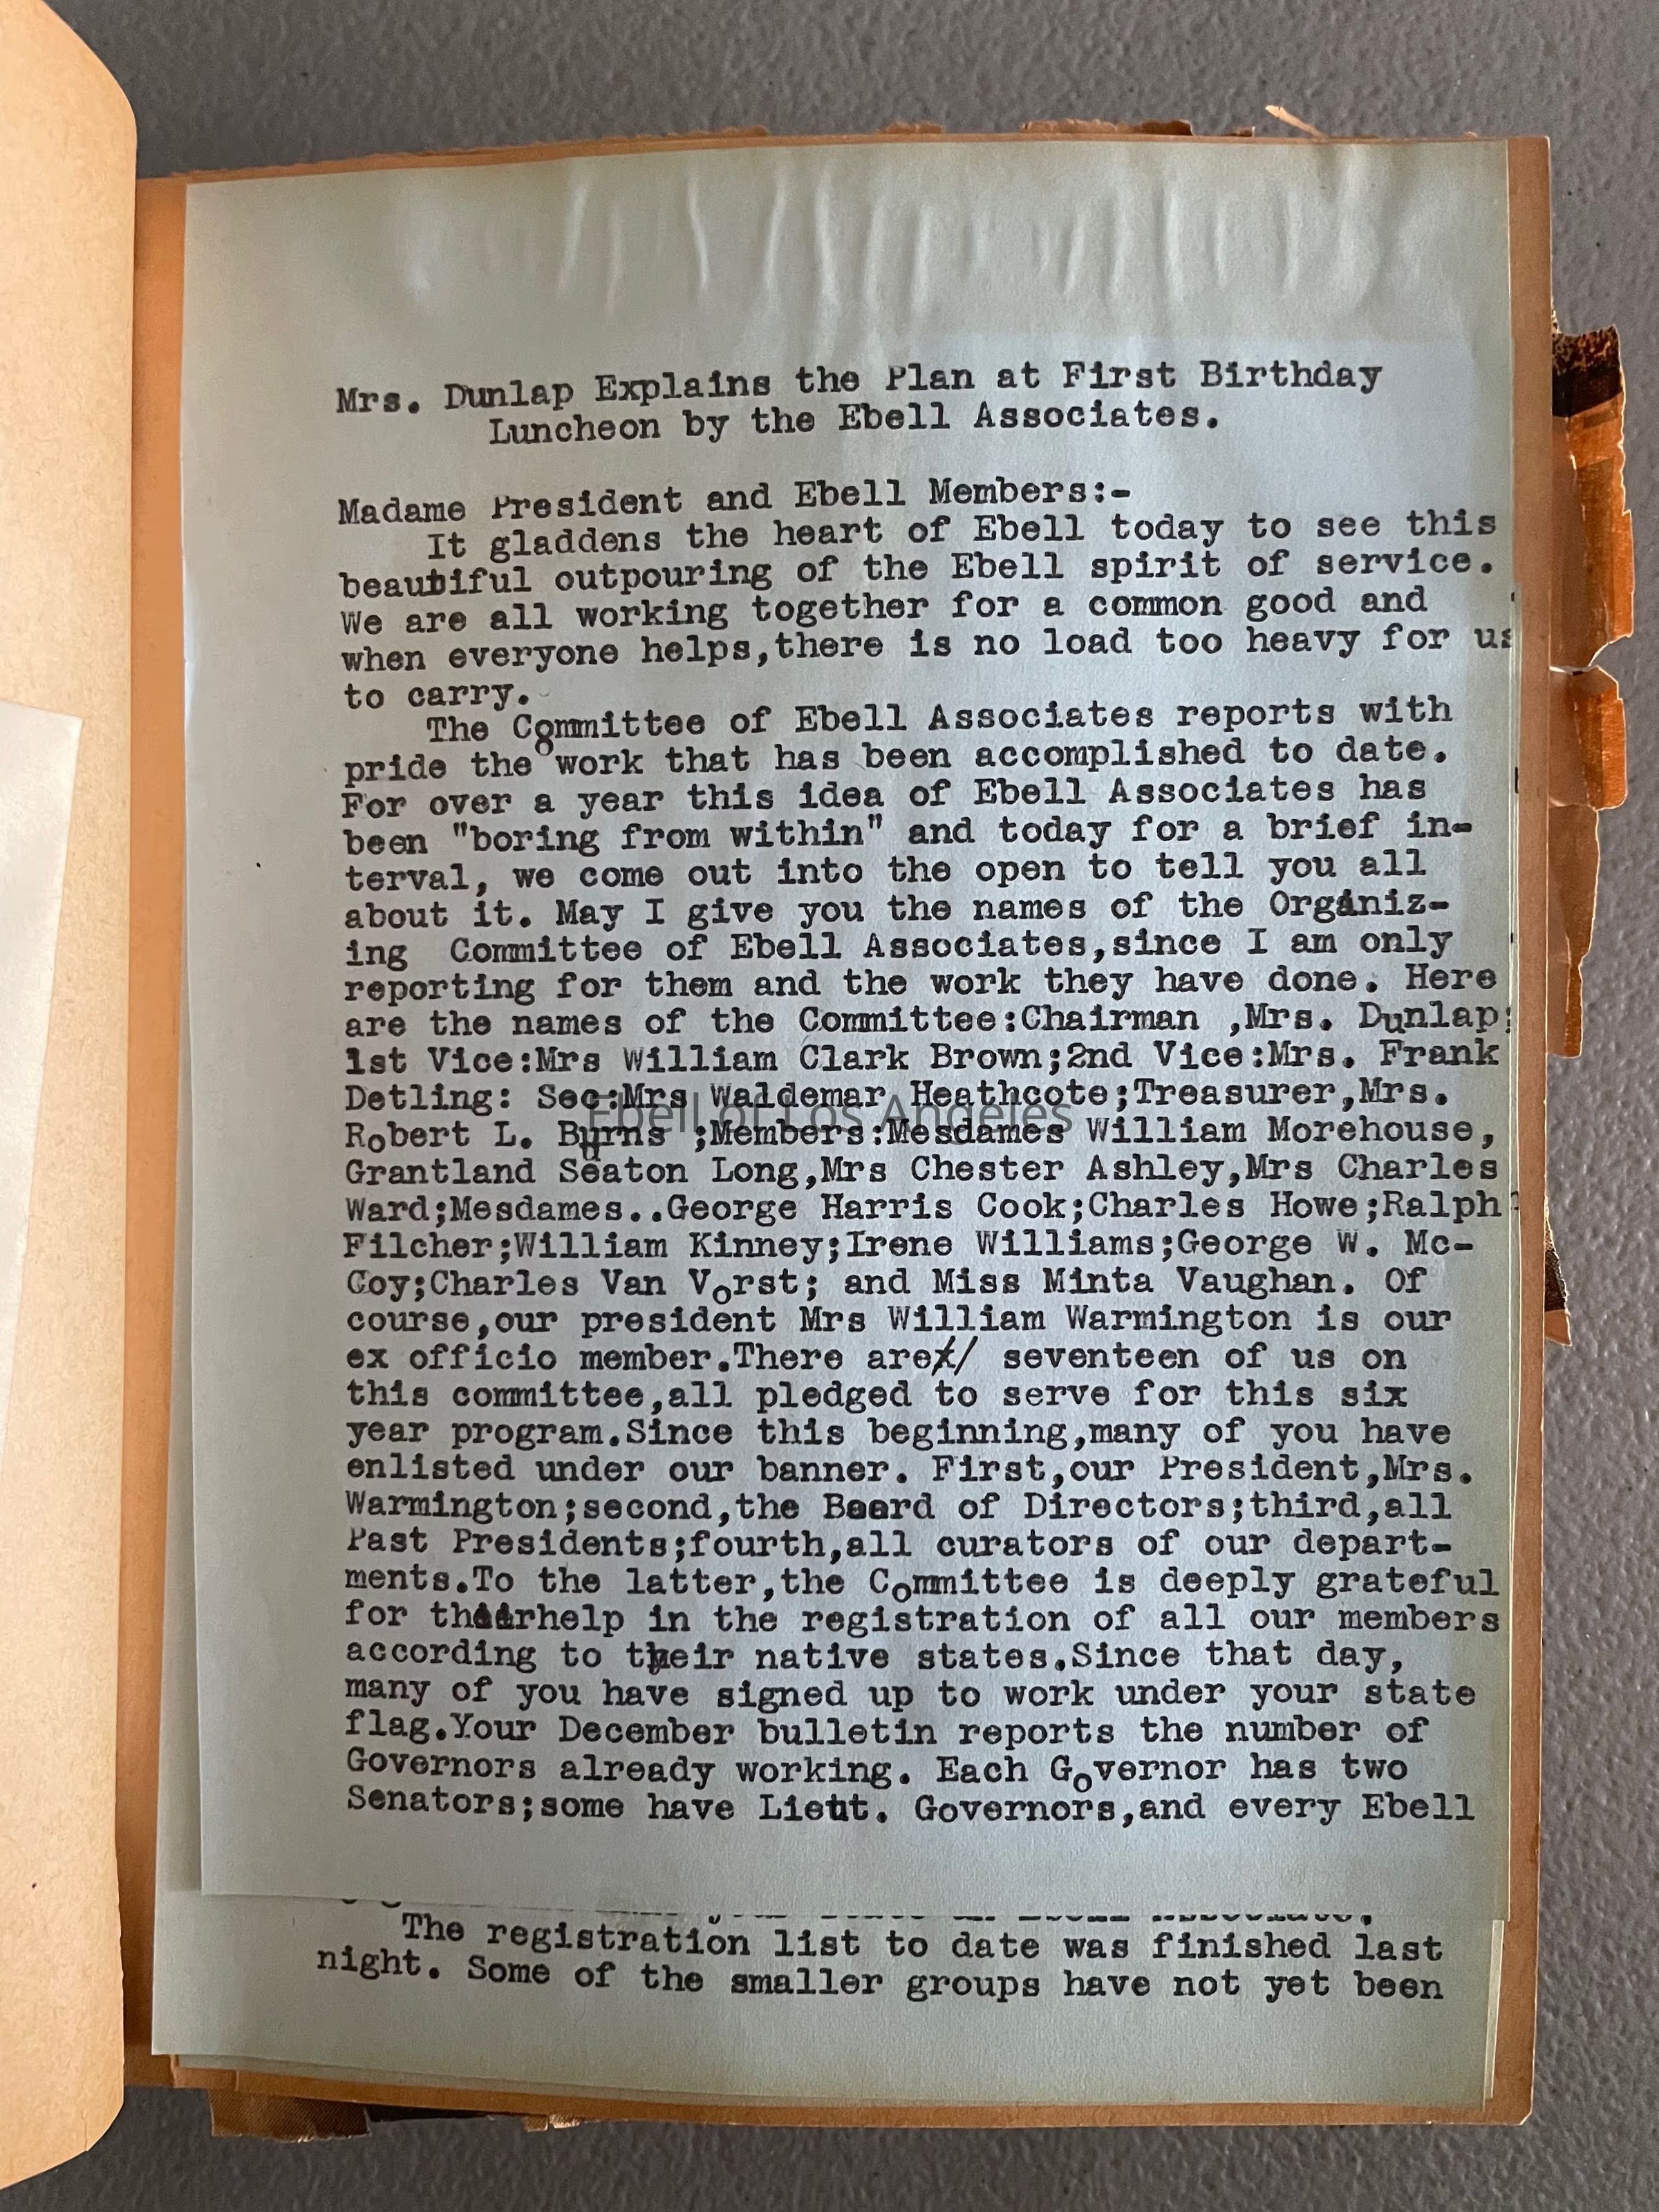 Mrs. Dunlap Explains the Plan at First Birthday
Luncheon by the Ebell Associates.
Madame President and Ebell Members:-
It gladdens the heart of Ebell today to see this
beautiful outpouring of the Ebell spirit of service.
We are all working together for a common good and
when everyone helps,there is no load too heavy for us
to carry.
The Committee of Ebell Associates reports with
pride the work that has been accomplished to date.
For over a year this idea of Ebell Associates has
been "boring from within" and today for a brief in-
terval, we come out into the open to tell you all
about it. May I give you the names of the Organiz-
ing Committee of Ebell Associates,since I am only
reporting for them and the work they have done. Here
are the names of the Committee:Chairman ,Mrs. Dunlap;
1st Vice:Mrs William Clark Brown;2nd Vice:Mrs. Frank
Detling: Sec:Mrs Waldemar Heathcote;Treasurer,Mrs.
Ebell of Los Angeles
Robert L. Burns ;Members:Mesdames William Morehouse,
Grantland Seaton Long,Mrs Chester Ashley,Mrs Charles
Ward;Mesdames..George Harris Cook;Charles Howe;Ralph
Filcher;William Kinney;Irene Williams;George W. Mc-
Coy;Charles Van Vorst; and Miss Minta Vaughan. Of
course,our president Mrs William Warmington is our
ex officio member.There are seventeen of us on
this committee,all pledged to serve for this six
year program.Since this beginning,many of you have
enlisted under our banner. First,our President,Mrs.
Warmington;second,the Board of Directors;third,all
Past Presidents;fourth,all curators of our depart-
ments.To the latter,the Committee is deeply grateful
for theirhelp in the registration of all our members
according to their native states.Since that day,
many of you have signed up to work under your state
flag.Your December bulletin reports the number of
Governors already working. Each Governor has two
Senators;some have Lieut. Governors,and every Ebell
The registration list to date was finished last
night. Some of the smaller groups have not yet been